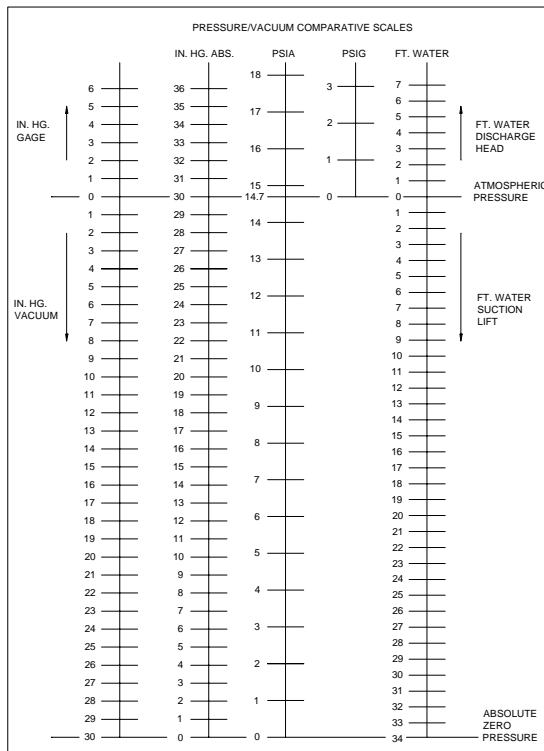 PRESSURE/VACUUM COMPARATIVE SCALES
IN. HG. ABS. PSIA PSIG FT. WATER
18
6 36 3 7
5 35 17 6
IN. HG. GAGE 4 34 2 5 FT. WATER DISCHARGE HEAD
3 33 16 4
2 32 1 3
1 31 15 2
1
0 30 14.7 0 0 ATMOSPHERIC PRESSURE
1 29 14 1
2 28 2
3 27 13 3
4 26 4
5 25 5
IN. HG. VACUUM 6 24 12 6 FT. WATER SUCTION LIFT
7 23 7
8 22 11 8
9 21 9
10 20 10 10
11 19 11
12 18 9 12
13 17 13
14 16 8 14
15 15 15
16 14 7 16
17 13 17
18 12 6 18
19 11 19
20 10 5 20
21 9 21
22 8 4 22
23 7 23
24 6 3 24
25 5 25
26 4 2 26
27 3 27
28 2 1 28
29 1 29
30
31
32
33
30 0 0 34 ABSOLUTE ZERO PRESSURE